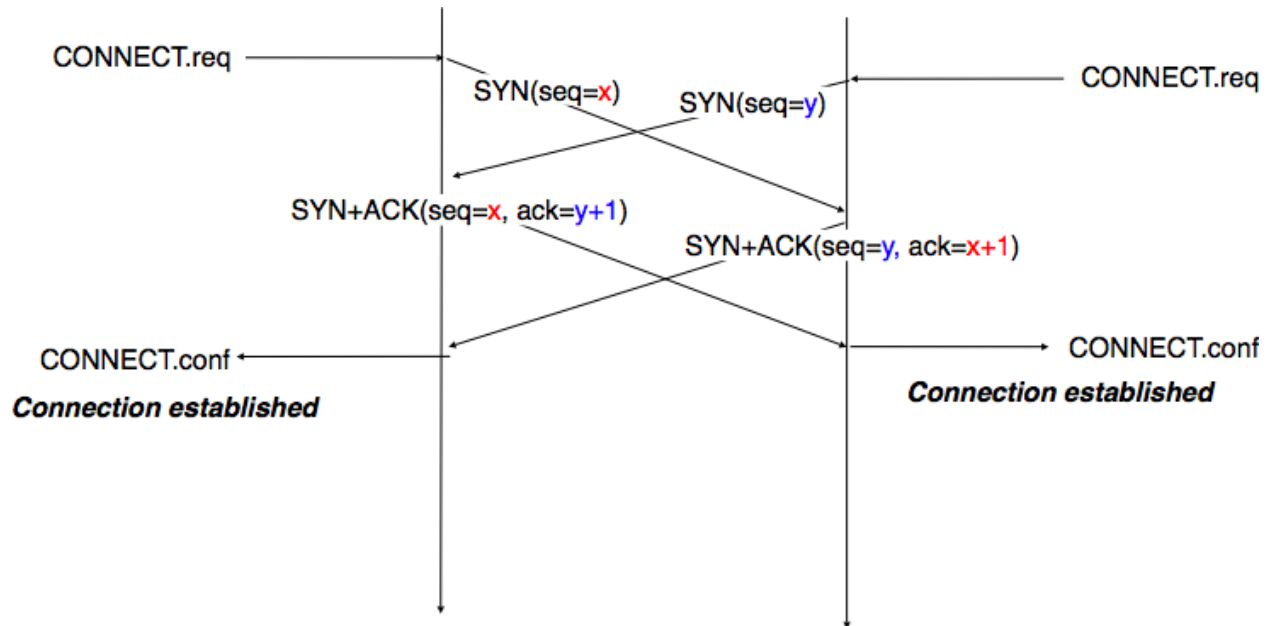 CONNECT.req
CONNECT.req
SYN(seq=x)
SYN(seq=y)
SYN+ACK(seq=x, ack=y+1)
SYN+ACK(seq=y, ack=x+1)
CONNECT.conf
CONNECT.conf
Connection established
Connection established